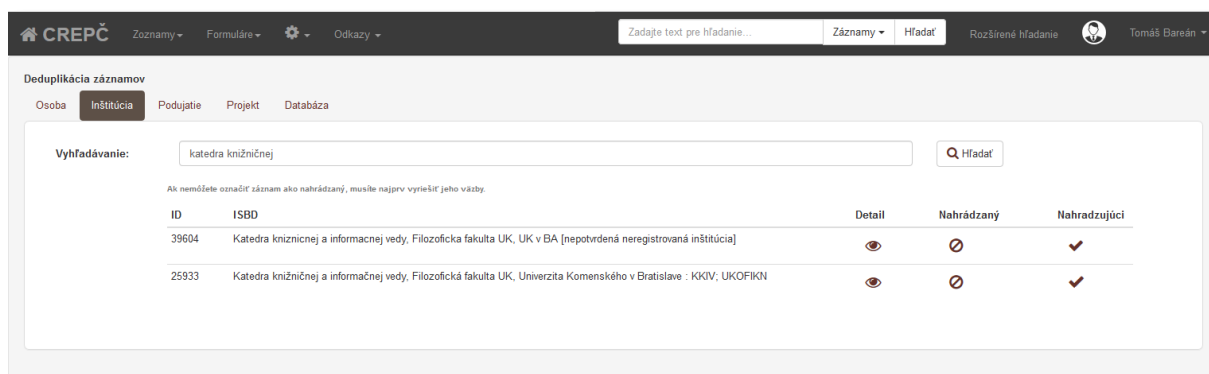 CREPČ Zoznamy Formuláre Odkazy Zadajte text pre hľadanie... Záznamy Hľadať Rozšírené hľadanie Tomáš Bareán
Deduplikácia záznamov
Osoba Inštitúcia Podujatie Projekt Databáza
Vyhľadávanie: katedra knižničnej Hľadať
Ak nemôžete označiť záznam ako nahrádzaný, musíte najprv vyriešiť jeho väzby.
ID ISBD Detail Nahrádzaný Nahradzujúci
39604 Katedra kniznicnej a informacnej vedy, Filozoficka fakulta UK, UK v BA [nepotvrdená neregistrovaná inštitúcia]
25933 Katedra knižničnej a informačnej vedy, Filozofická fakulta UK, Univerzita Komenského v Bratislave : KKIV; UKOFIKN